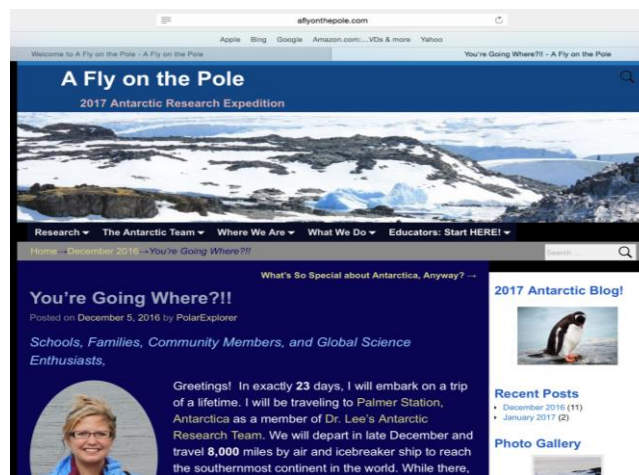 aflyonthepole.com
Apple Bing Google Amazon.com:...VDs & more Yahoo
Welcome to A Fly on the Pole - A Fly on the Pole
You're Going Where?!! - A Fly on the Pole
A Fly on the Pole
2017 Antarctic Research Expedition
Research The Antarctic Team Where We Are What We Do Educators: Start HERE!
Home→December 2016→You're Going Where?!!
Search ...
What's So Special about Antarctica, Anyway? →
You're Going Where?!!
Posted on December 5, 2016 by PolarExplorer
Schools, Families, Community Members, and Global Science
Enthusiasts,
Greetings! In exactly 23 days, I will embark on a trip
of a lifetime. I will be traveling to Palmer Station,
Antarctica as a member of Dr. Lee's Antarctic
Research Team. We will depart in late December and
travel 8,000 miles by air and icebreaker ship to reach
the southernmost continent in the world. While there,
2017 Antarctic Blog!
Recent Posts
December 2016 (11)
January 2017 (2)
Photo Gallery